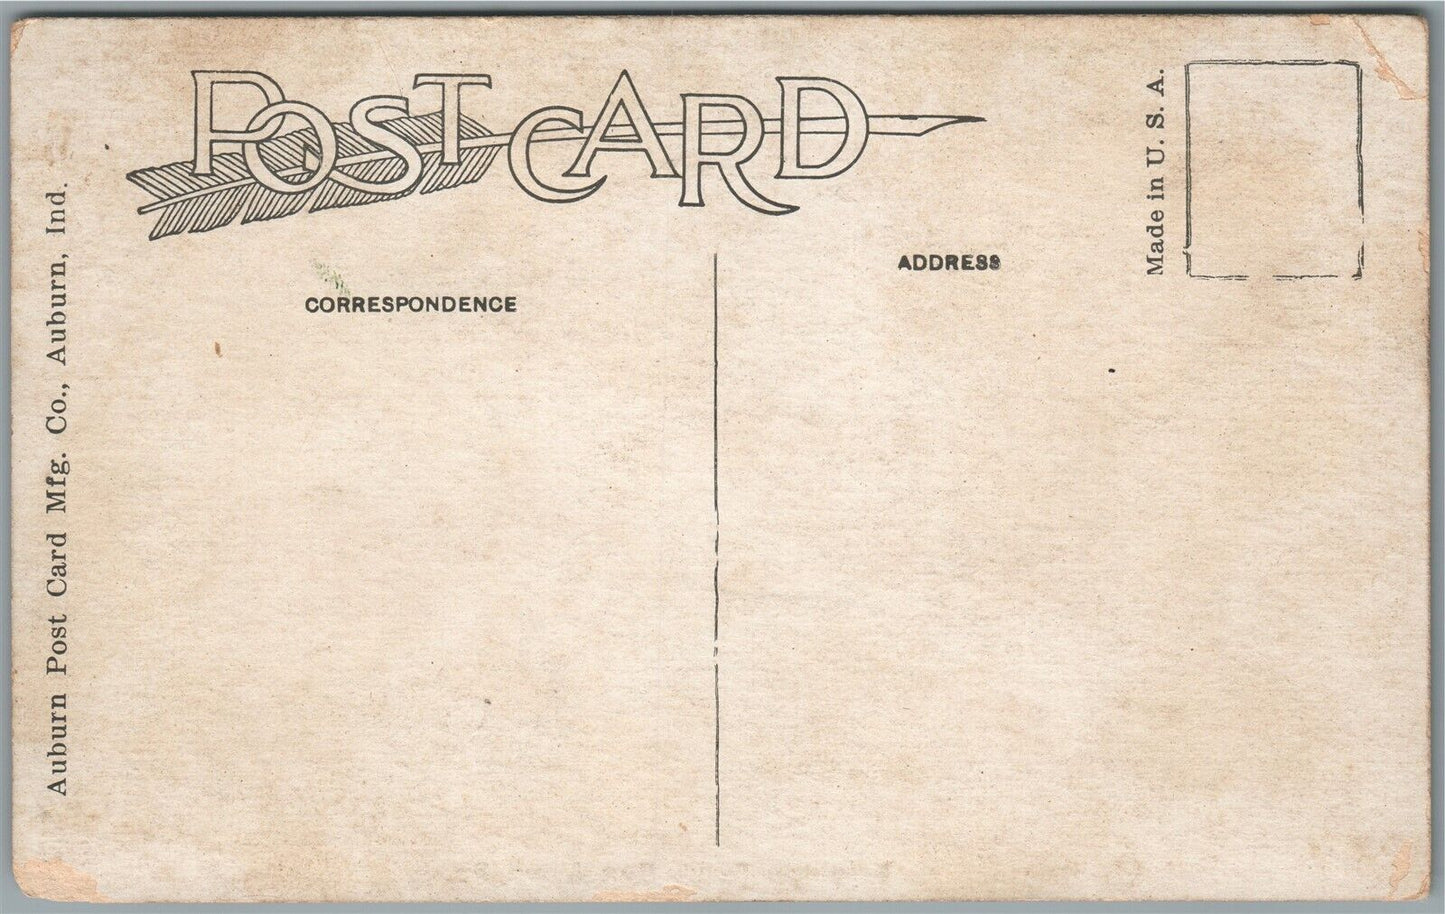 POST CARD
CORRESPONDENCE
ADDRESS
Made in U. S. A.
Auburn Post Card Mfg. Co., Auburn, Ind.